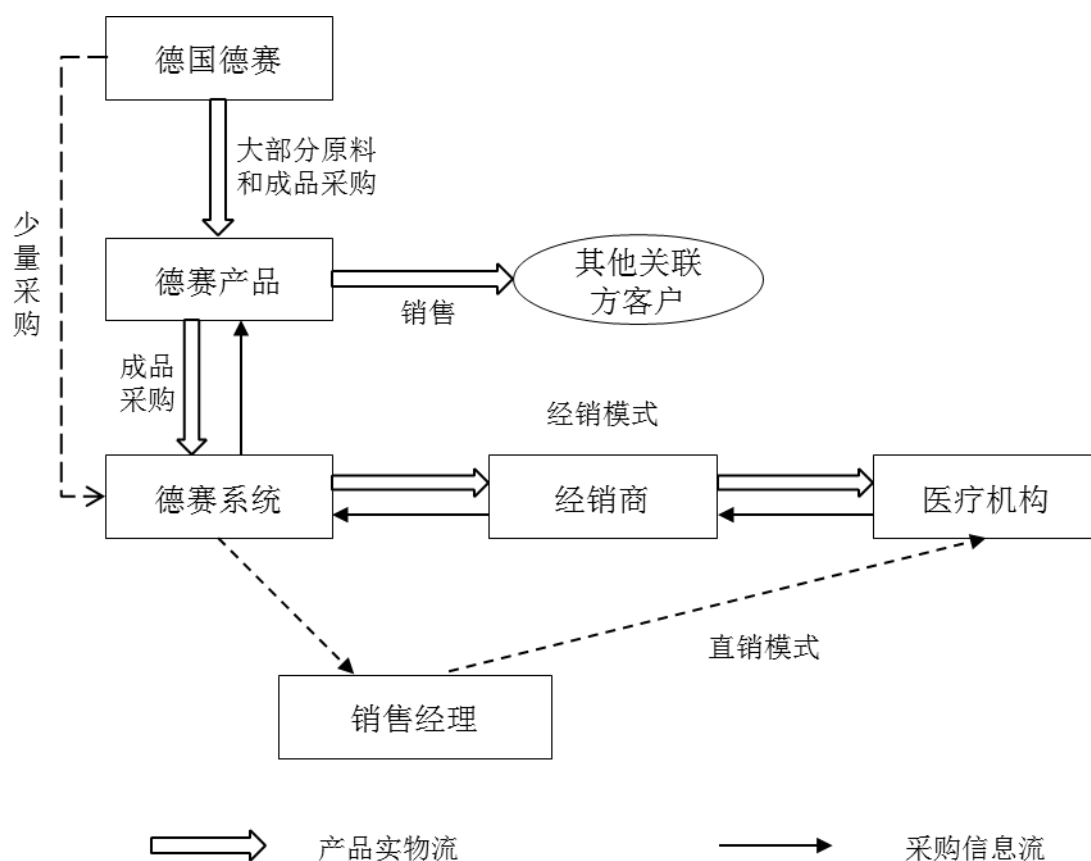 德国德赛
大部分原料
和成品采购
少量采购
德赛产品
销售
其他关联
方客户
成品
采购
经销模式
德赛系统
经销商
医疗机构
直销模式
销售经理
产品实物流
采购信息流